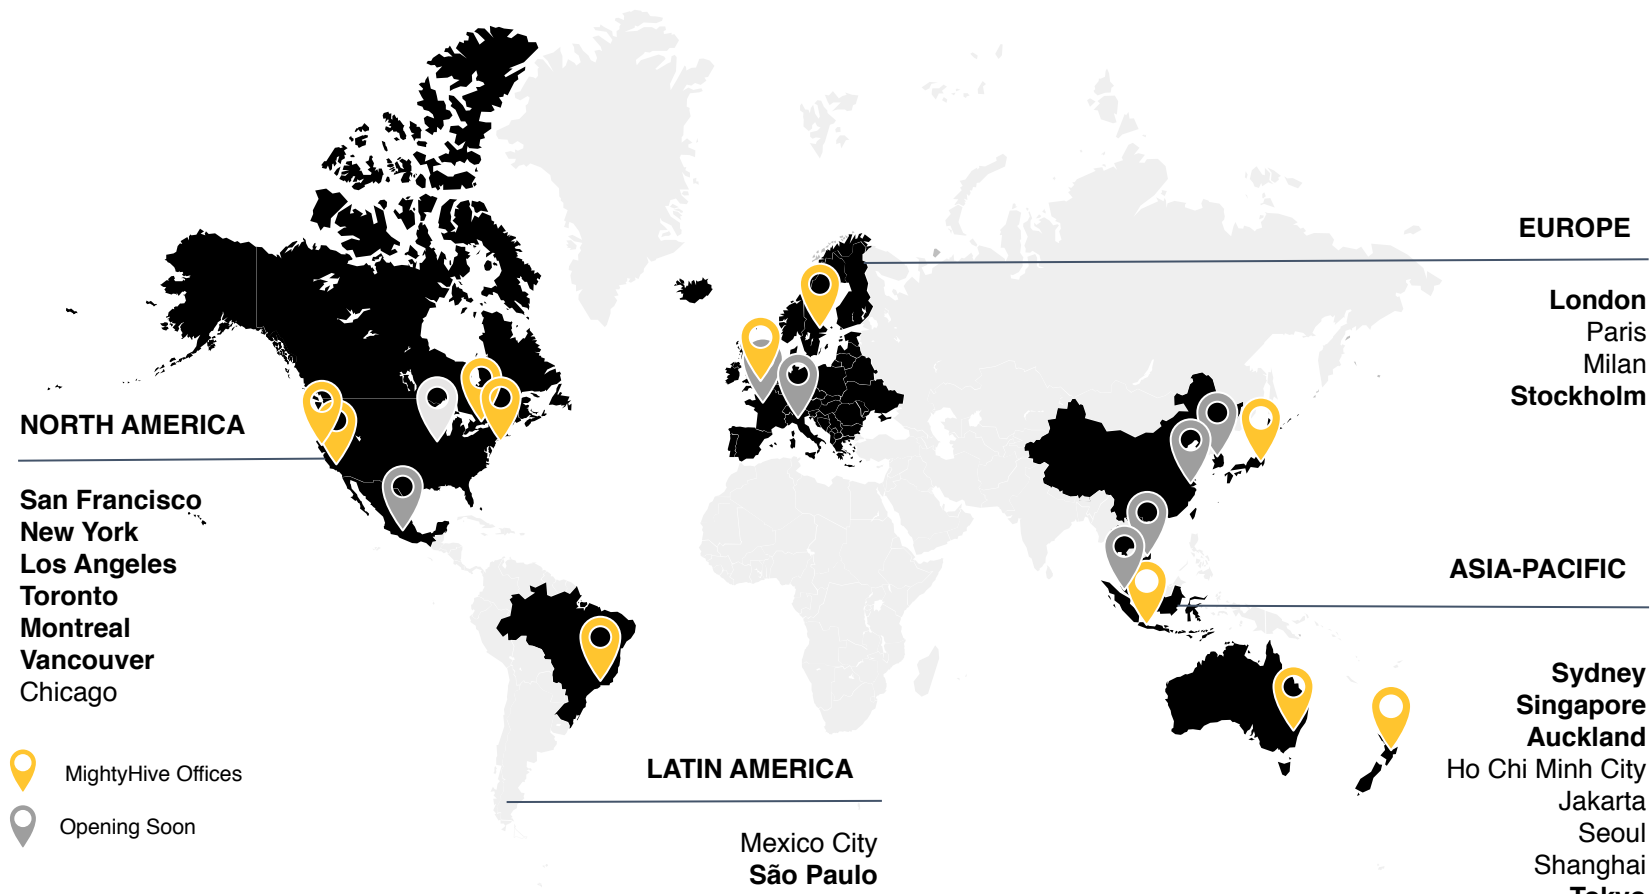 NORTH AMERICA
San Francisco
New York
Los Angeles
Toronto
Montreal
Vancouver
Chicago
MightyHive Offices
Opening Soon
LATIN AMERICA
Mexico City
São Paulo
EUROPE
London
Paris
Milan
Stockholm
ASIA-PACIFIC
Sydney
Singapore
Auckland
Ho Chi Minh City
Jakarta
Seoul
Shanghai
Tokyo